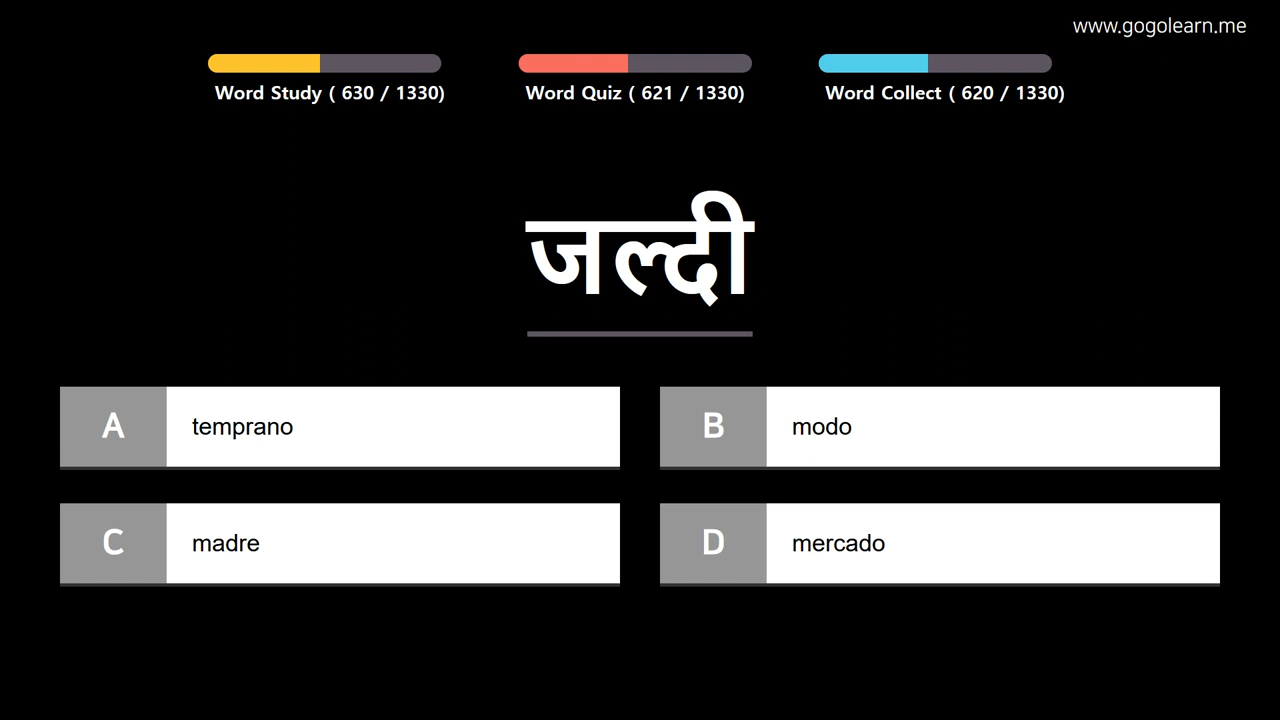 www.gogolearn.me
Word Study ( 630 / 1330)
Word Quiz ( 621 / 1330)
Word Collect ( 620 / 1330)
जल्दी
A temprano
B modo
C madre
D mercado